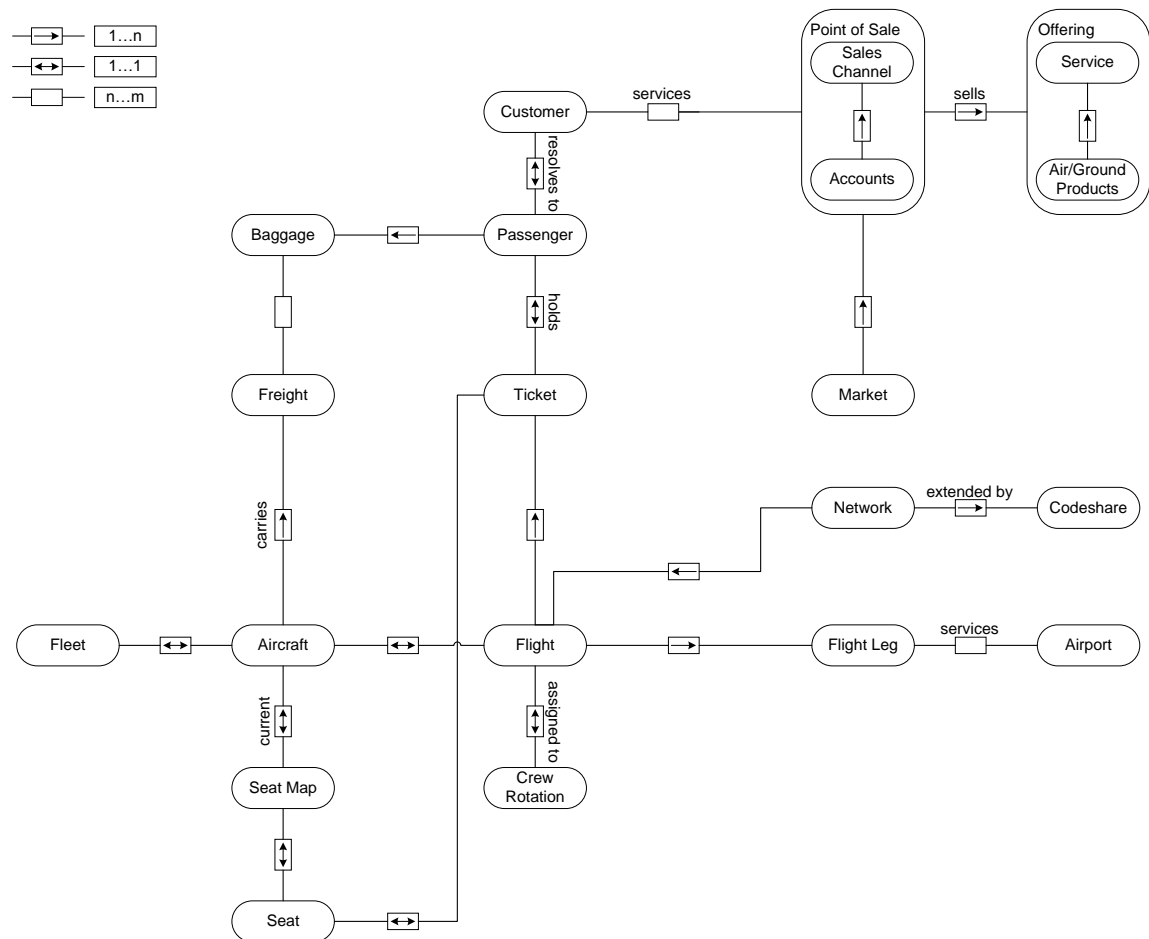 1…n
1…1
n…m
Point of Sale
Offering
Sales
Channel
Service
services
sells
Customer
resolves to
Accounts
Air/Ground
Products
Baggage
Passenger
holds
Freight
Ticket
Market
carries
Network
extended by
Codeshare
Fleet
Aircraft
Flight
Flight Leg
services
Airport
current
assigned to
Seat Map
Crew
Rotation
Seat